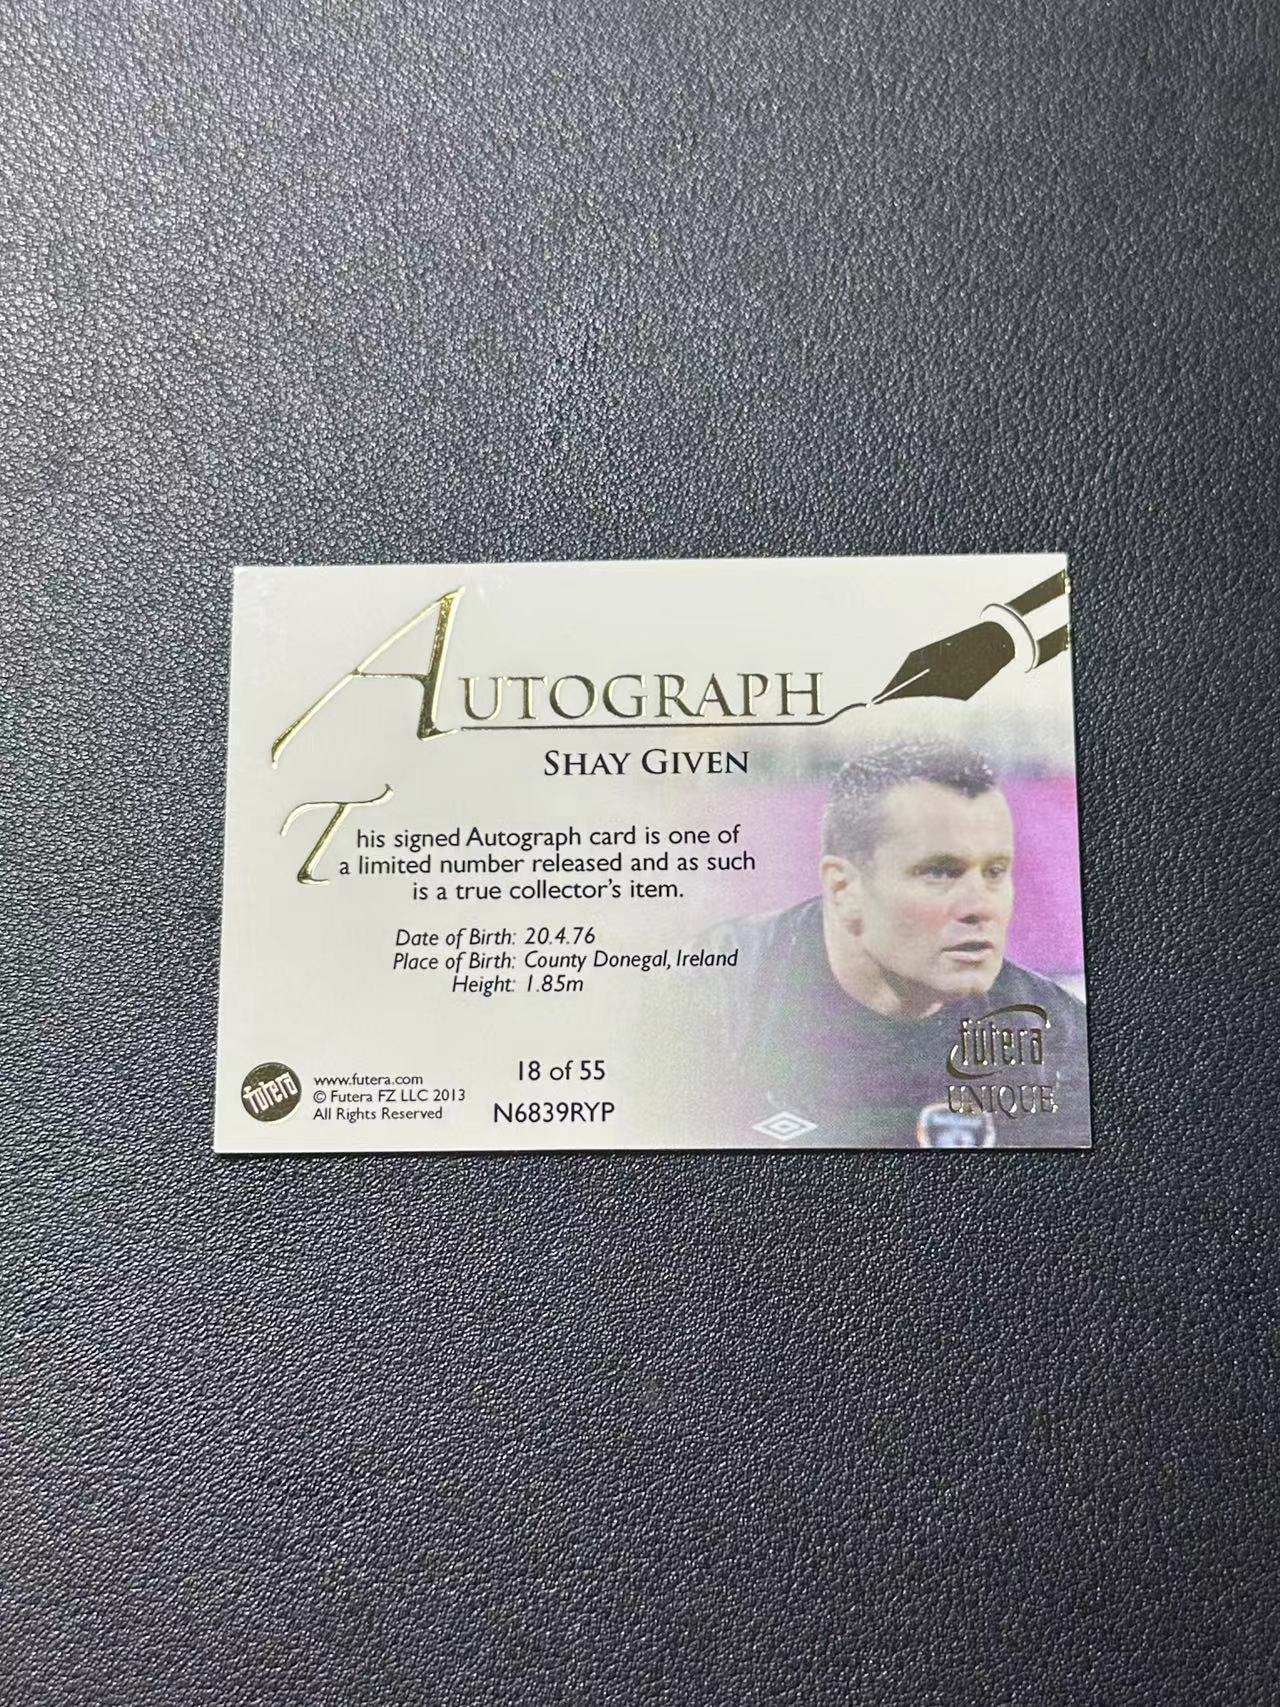 AUTOGRAPH
SHAY GIVEN
This signed Autograph card is one of
a limited number released and as such
is a true collector's item.
Date of Birth: 20.4.76
Place of Birth: County Donegal, Ireland
Height: 1.85m
futera
www.futera.com
© Futera FZ LLC 2013
All Rights Reserved
18 of 55
N6839RYP
fütera
UNIQUE